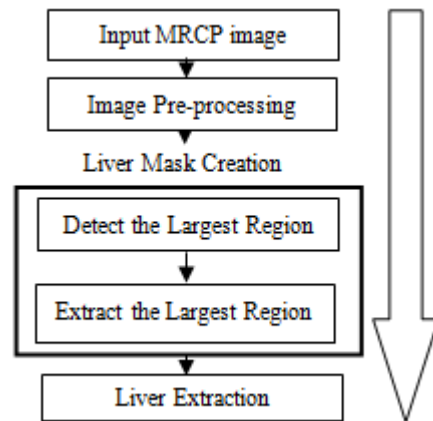 Input MRCP image
Image Pre-processing
Liver Mask Creation
Detect the Largest Region
Extract the Largest Region
Liver Extraction